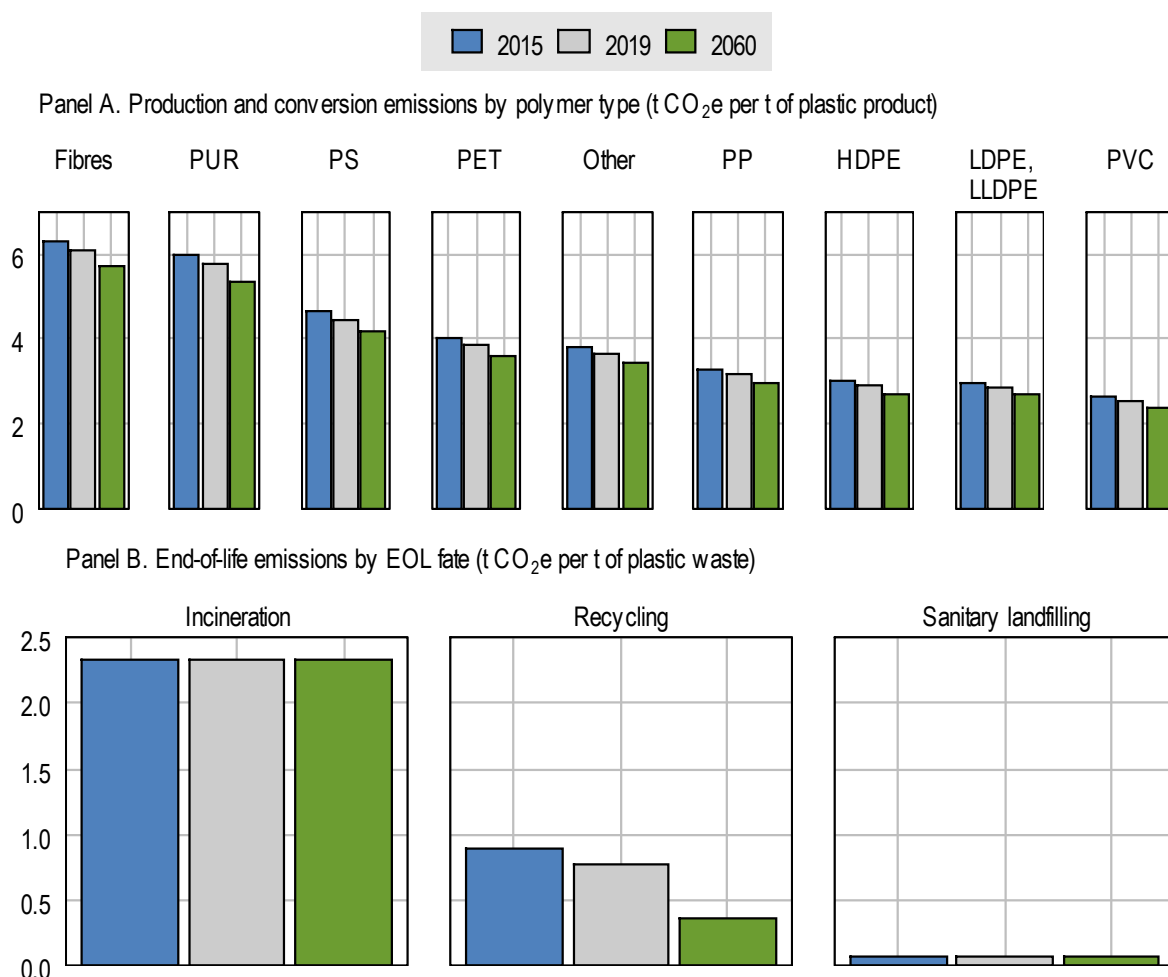 2015 2019 2060
Panel A. Production and conversion emissions by polymer type (t CO₂e per t of plastic product)
Fibres PUR PS PET Other PP HDPE LDPE, LLDPE PVC
6
4
2
0
Panel B. End-of-life emissions by EOL fate (t CO₂e per t of plastic waste)
Incineration Recycling Sanitary landfilling
2.5
2.0
1.5
1.0
0.5
0.0